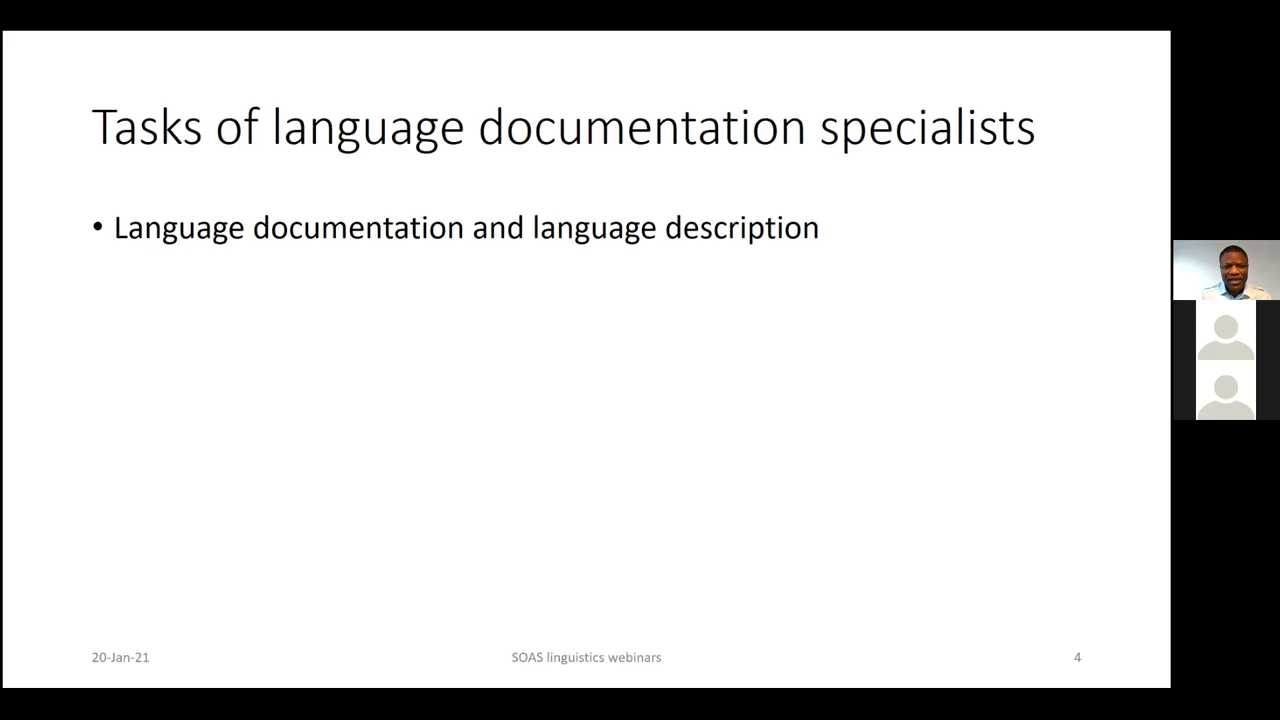 Tasks of language documentation specialists
• Language documentation and language description
20-Jan-21
SOAS linguistics webinars
4